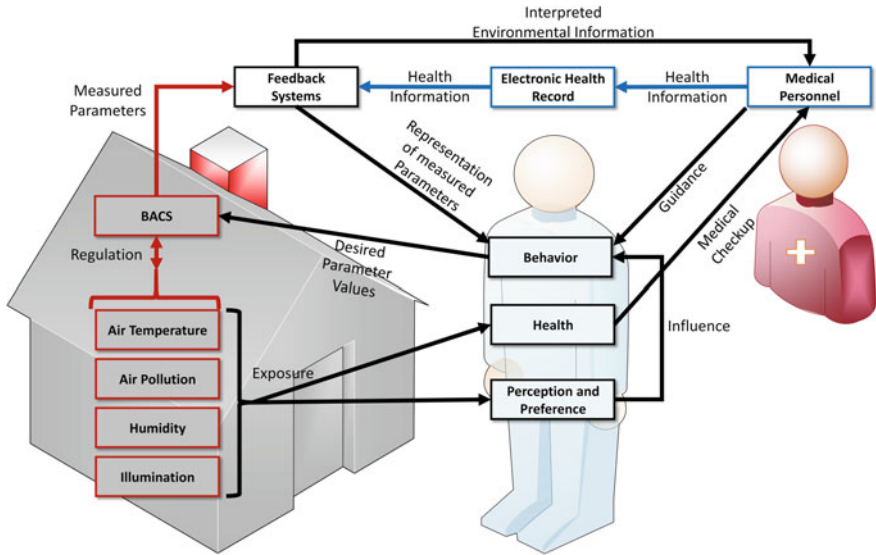 Interpreted
Environmental Information
Measured
Parameters
Feedback
Systems
Health
Information
Electronic Health
Record
Health
Information
Medical
Personnel
Representation
of measured
Parameters
Guidance
Medical
Checkup
BACS
Regulation
Desired
Parameter
Values
Behavior
Air Temperature
Health
Influence
Exposure
Air Pollution
Perception and
Preference
Humidity
Illumination